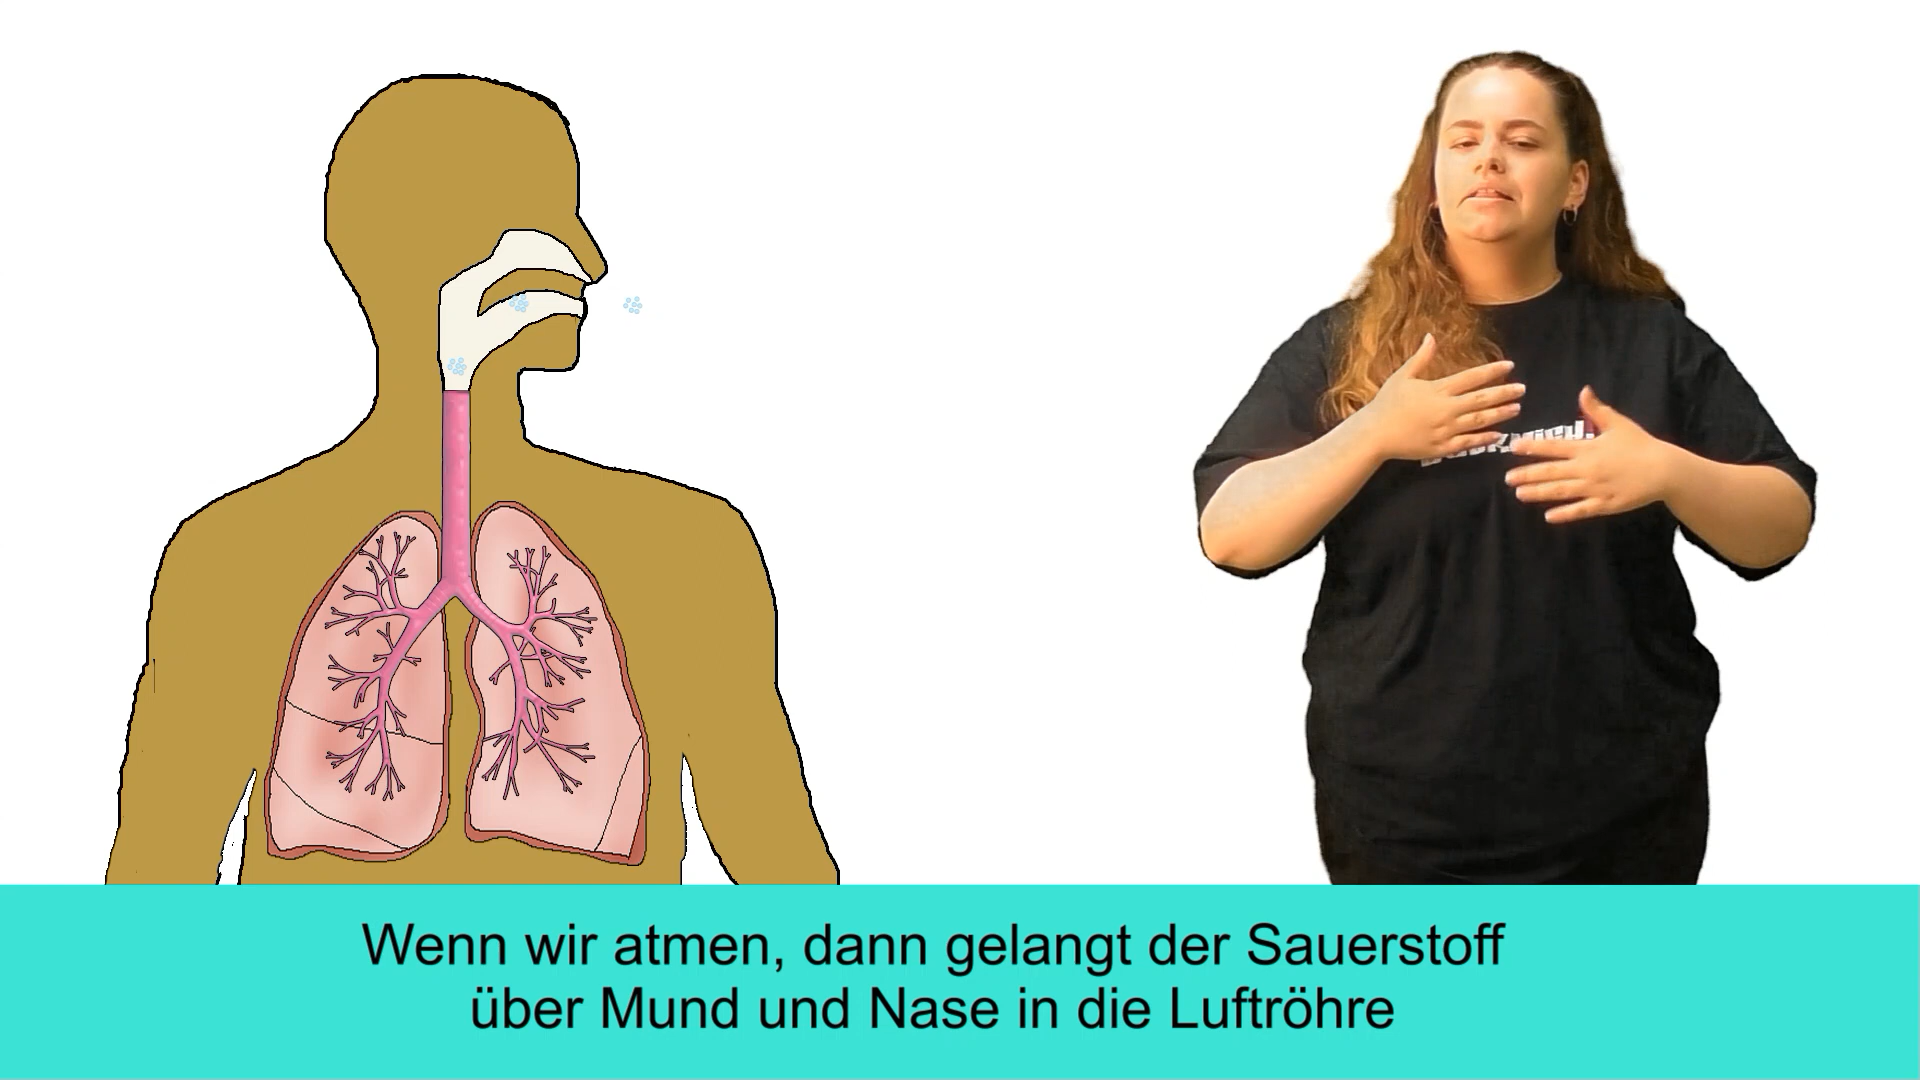 Wenn wir atmen, dann gelangt der Sauerstoff
über Mund und Nase in die Luftröhre